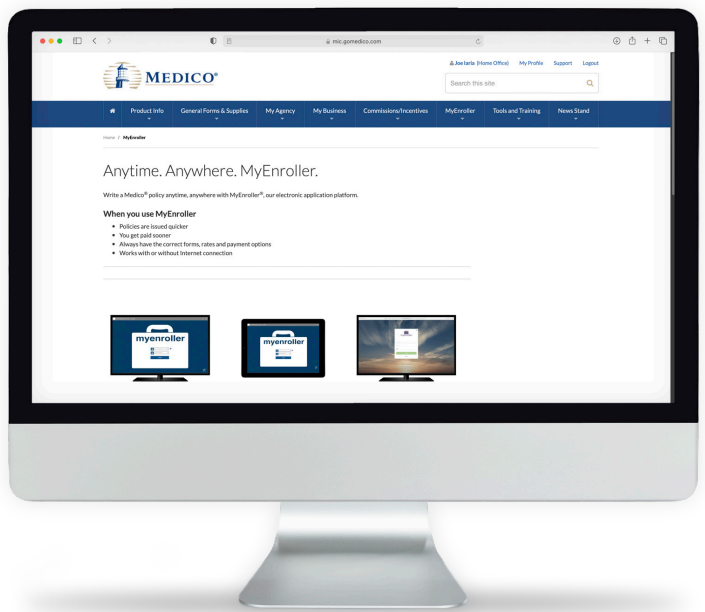 mic.gomedico.com
Joe Iarla (Home Office) My Profile Support Logout
MEDICO®
Search this site
Product Info General Forms & Supplies My Agency My Business Commissions/Incentives MyEnroller Tools and Training News Stand
Home / MyEnroller
Anytime. Anywhere. MyEnroller.
Write a Medico® policy anytime, anywhere with MyEnroller®, our electronic application platform.
When you use MyEnroller
• Policies are issued quicker
• You get paid sooner
• Always have the correct forms, rates and payment options
• Works with or without Internet connection
myenroller
myenroller